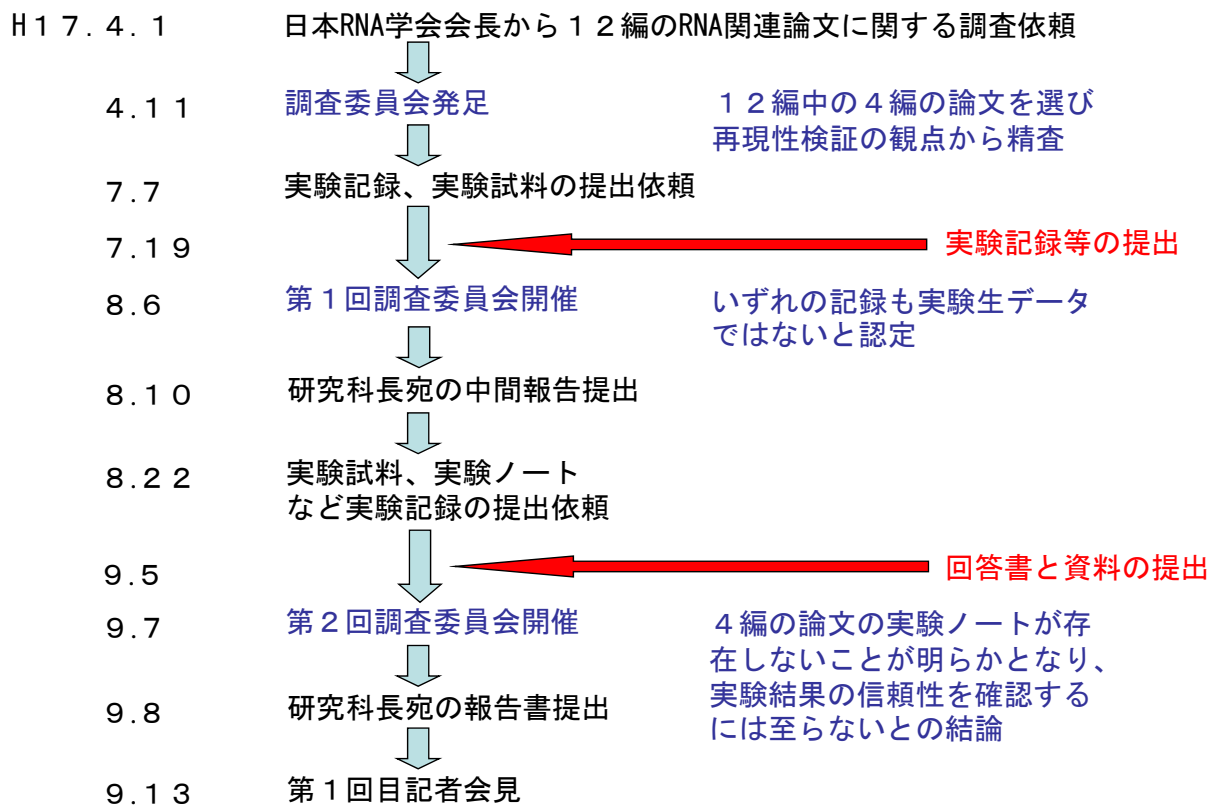 H17.4.1 日本RNA学会会長から12編のRNA関連論文に関する調査依頼
4.11 調査委員会発足 12編中の4編の論文を選び
再現性検証の観点から精査
7.7 実験記録、実験試料の提出依頼
7.19 実験記録等の提出
8.6 第1回調査委員会開催 いずれの記録も実験生データ
ではないと認定
8.10 研究科長宛の中間報告提出
8.22 実験試料、実験ノート
など実験記録の提出依頼
9.5 回答書と資料の提出
9.7 第2回調査委員会開催 4編の論文の実験ノートが存
在しないことが明らかとなり、
9.8 研究科長宛の報告書提出 実験結果の信頼性を確認する
には至らないとの結論
9.13 第1回目記者会見